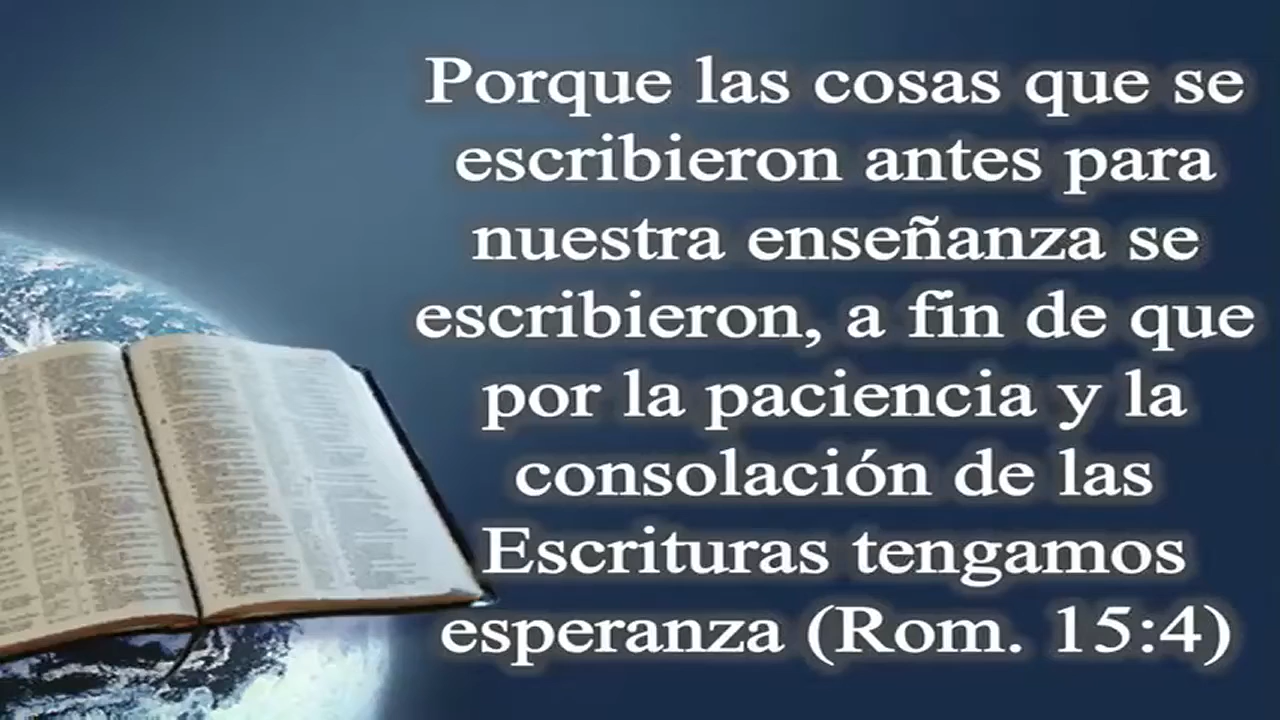 Porque las cosas que se
escribieron antes para
nuestra enseñanza se
escribieron, a fin de que
por la paciencia y la
consolación de las
Escrituras tengamos
esperanza (Rom. 15:4)